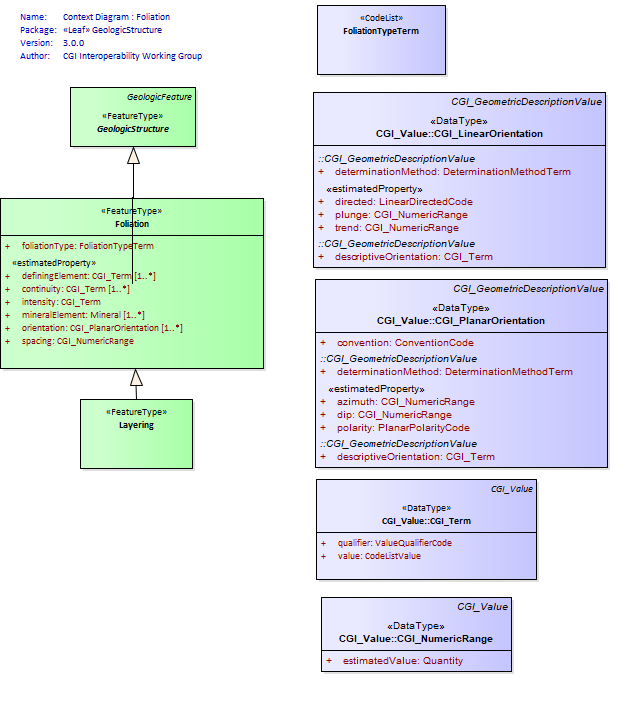 Name: Context Diagram : Foliation
Package: «Leaf» GeologicStructure
Version: 3.0.0
Author: CGI Interoperability Working Group
GeologicFeature
«FeatureType»
GeologicStructure
«FeatureType»
Foliation
+ foliationType: FoliationTypeTerm
«estimatedProperty»
+ definingElement: CGI_Term [1..*]
+ continuity: CGI_Term [1..*]
+ intensity: CGI_Term
+ mineralElement: Mineral [1..*]
+ orientation: CGI_PlanarOrientation [1..*]
+ spacing: CGI_NumericRange
«FeatureType»
Layering
«CodeList»
FoliationTypeTerm
CGI_GeometricDescriptionValue
«DataType»
CGI_Value::CGI_LinearOrientation
::CGI_GeometricDescriptionValue
+ determinationMethod: DeterminationMethodTerm
«estimatedProperty»
+ directed: LinearDirectedCode
+ plunge: CGI_NumericRange
+ trend: CGI_NumericRange
::CGI_GeometricDescriptionValue
+ descriptiveOrientation: CGI_Term
CGI_GeometricDescriptionValue
«DataType»
CGI_Value::CGI_PlanarOrientation
+ convention: ConventionCode
::CGI_GeometricDescriptionValue
+ determinationMethod: DeterminationMethodTerm
«estimatedProperty»
+ azimuth: CGI_NumericRange
+ dip: CGI_NumericRange
+ polarity: PlanarPolarityCode
::CGI_GeometricDescriptionValue
+ descriptiveOrientation: CGI_Term
CGI_Value
«DataType»
CGI_Value::CGI_Term
+ qualifier: ValueQualifierCode
+ value: CodeListValue
CGI_Value
«DataType»
CGI_Value::CGI_NumericRange
+ estimatedValue: Quantity